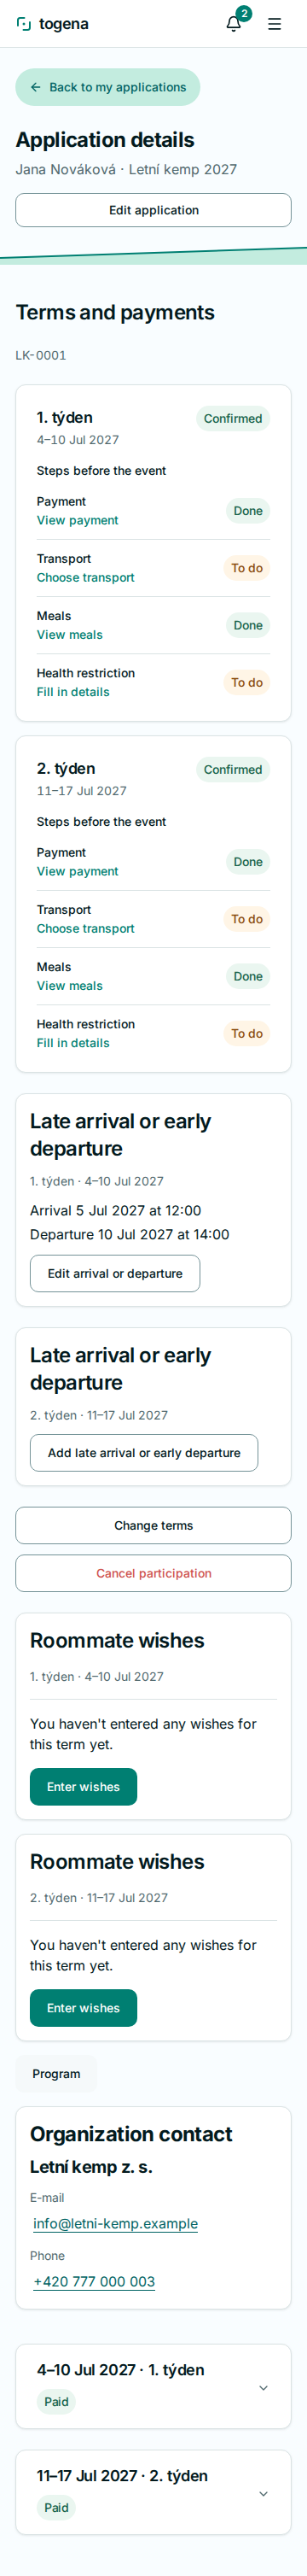 togena
2
Back to my applications
Application details
Jana Nováková · Letní kemp 2027
Edit application
Terms and payments
LK-0001
1. týden
Confirmed
4–10 Jul 2027
Steps before the event
Payment
View payment
Done
Transport
Choose transport
To do
Meals
View meals
Done
Health restriction
Fill in details
To do
2. týden
Confirmed
11–17 Jul 2027
Steps before the event
Payment
View payment
Done
Transport
Choose transport
To do
Meals
View meals
Done
Health restriction
Fill in details
To do
Late arrival or early
departure
1. týden · 4–10 Jul 2027
Arrival 5 Jul 2027 at 12:00
Departure 10 Jul 2027 at 14:00
Edit arrival or departure
Late arrival or early
departure
2. týden · 11–17 Jul 2027
Add late arrival or early departure
Change terms
Cancel participation
Roommate wishes
1. týden · 4–10 Jul 2027
You haven't entered any wishes for
this term yet.
Enter wishes
Roommate wishes
2. týden · 11–17 Jul 2027
You haven't entered any wishes for
this term yet.
Enter wishes
Program
Organization contact
Letní kemp z. s.
E-mail
info@letni-kemp.example
Phone
+420 777 000 003
4–10 Jul 2027 · 1. týden
Paid
11–17 Jul 2027 · 2. týden
Paid